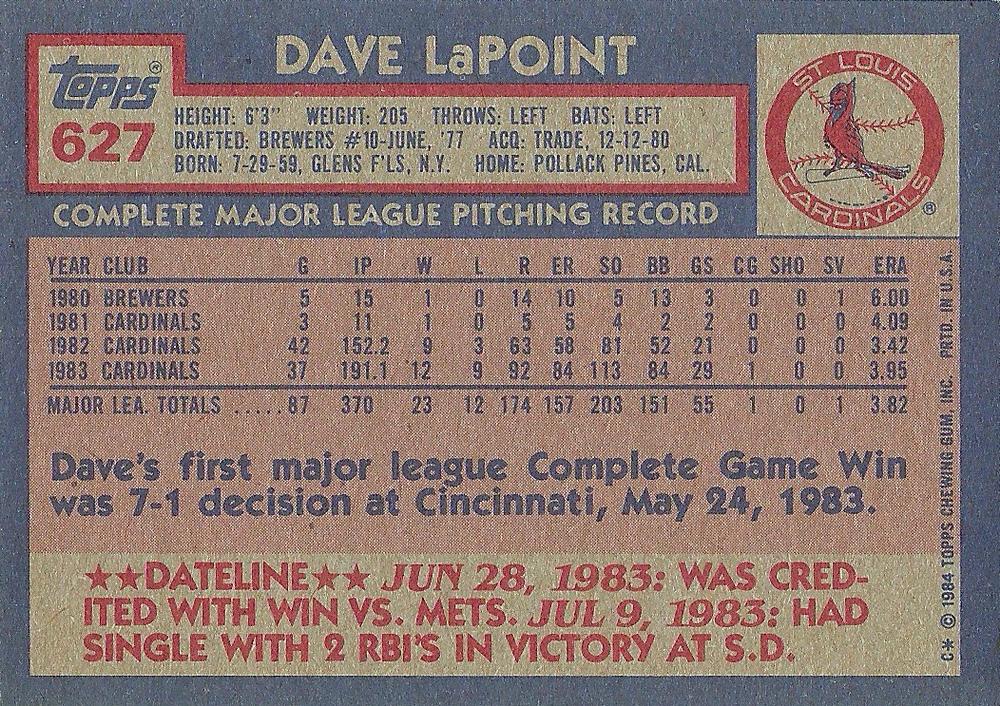 DAVE LaPOINT
TOPPS®
627
HEIGHT: 6'3" WEIGHT: 205 THROWS: LEFT BATS: LEFT
DRAFTED: BREWERS #10-JUNE, '77 ACQ: TRADE, 12-12-80
BORN: 7-29-59, GLENS F'LS, N.Y. HOME: POLLACK PINES, CAL.
ST. LOUIS
CARDINALS®
COMPLETE MAJOR LEAGUE PITCHING RECORD
YEAR CLUB G IP W L R ER SO BB GS CG SHO SV ERA
1980 BREWERS 5 15 1 0 14 10 5 13 3 0 0 1 6.00
1981 CARDINALS 3 11 1 0 5 5 4 2 2 0 0 0 4.09
1982 CARDINALS 42 152.2 9 3 63 58 81 52 21 0 0 0 3.42
1983 CARDINALS 37 191.1 12 9 92 84 113 84 29 1 0 0 3.95
MAJOR LEA. TOTALS .....87 370 23 12 174 157 203 151 55 1 0 1 3.82
Dave's first major league Complete Game Win
was 7-1 decision at Cincinnati, May 24, 1983.
★★DATELINE★★ JUN 28, 1983: WAS CRED-
ITED WITH WIN VS. METS. JUL 9, 1983: HAD
SINGLE WITH 2 RBI'S IN VICTORY AT S.D.
C* © 1984 TOPPS CHEWING GUM, INC. PRTD. IN U.S.A.